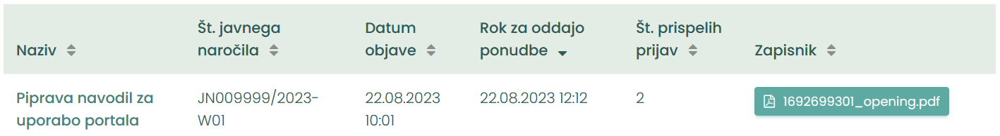 Naziv
Št. javnega
naročila
Datum
objave
Rok za oddajo
ponudbe
Št. prispelih
prijav
Zapisnik
Piprava navodil za
uporabo portala
JN009999/2023-
W01
22.08.2023
10:01
22.08.2023 12:12
2
1692699301_opening.pdf